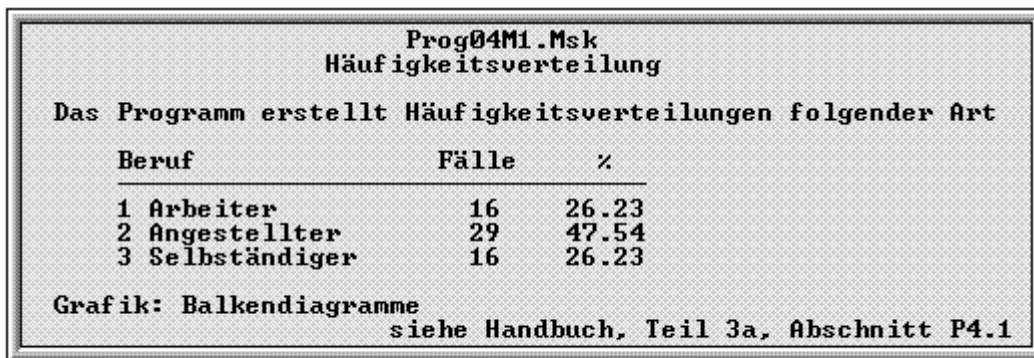 Prog04M1.Msk
Häufigkeitsverteilung
Das Programm erstellt Häufigkeitsverteilungen folgender Art
Beruf Fälle %
1 Arbeiter 16 26.23
2 Angestellter 29 47.54
3 Selbständiger 16 26.23
Grafik: Balkendiagramme
siehe Handbuch, Teil 3a, Abschnitt P4.1